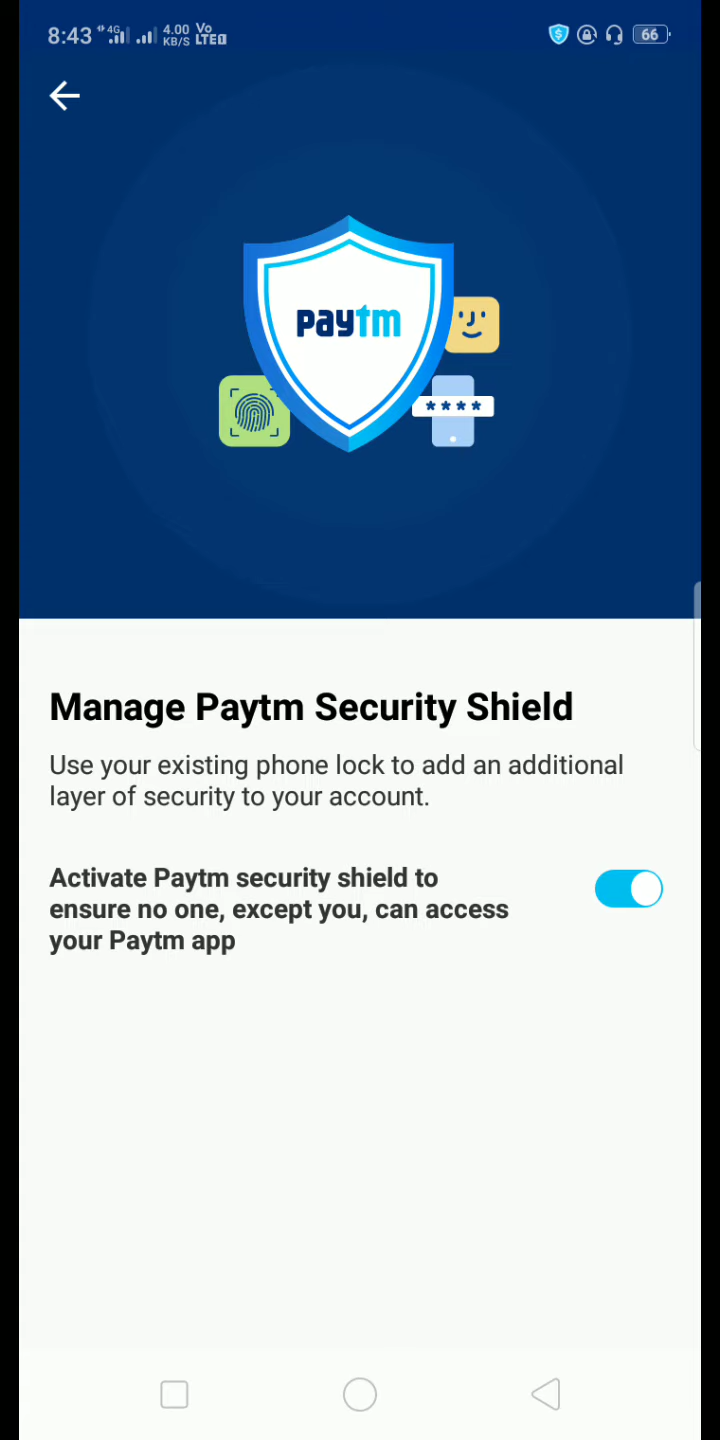 8:43 4G 4.00 KB/S Vo LTE 66
paytm
****
Manage Paytm Security Shield
Use your existing phone lock to add an additional
layer of security to your account.
Activate Paytm security shield to
ensure no one, except you, can access
your Paytm app